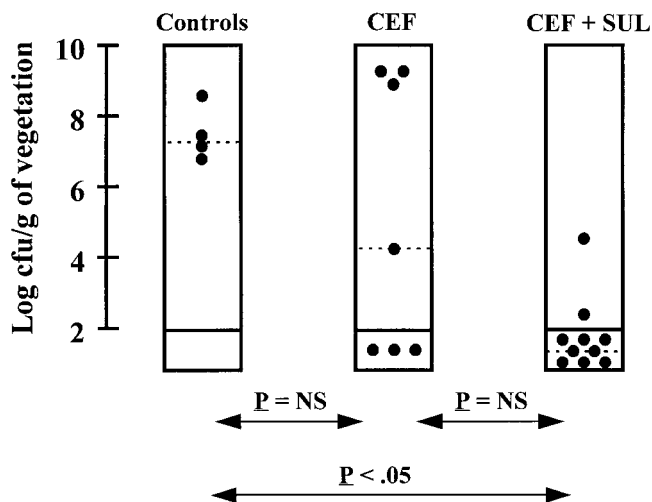 Controls CEF CEF + SUL
Log cfu/g of vegetation
10
8
6
4
2
P = NS P = NS
P < .05